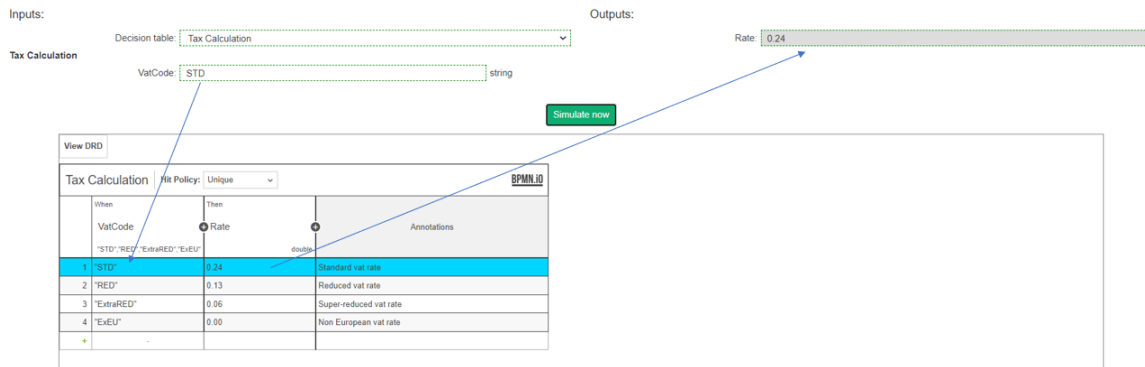 Inputs:
Outputs:
Decision table: Tax Calculation
Rate: 0.24
Tax Calculation
VatCode: STD string
Simulate now
View DRD
Tax Calculation Hit Policy: Unique BPMN.iO
When Then
VatCode + Rate + Annotations
"STD","RED","ExtraRED","ExEU" double
1 "STD" 0.24 Standard vat rate
2 "RED" 0.13 Reduced vat rate
3 "ExtraRED" 0.06 Super-reduced vat rate
4 "ExEU" 0.00 Non European vat rate
+ -